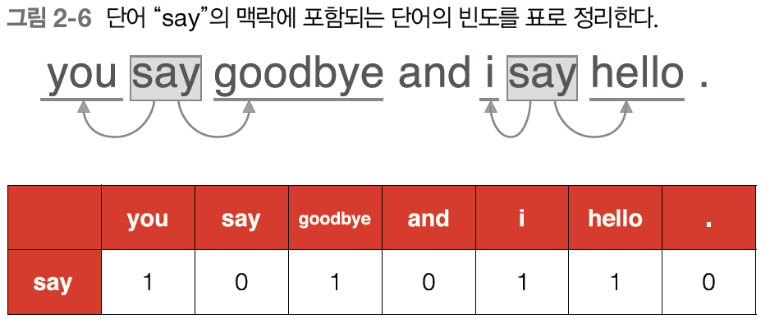 그림 2-6 단어 “say”의 맥락에 포함되는 단어의 빈도를 표로 정리한다.
you say goodbye and i say hello .
you say goodbye and i hello .
say 1 0 1 0 1 1 0